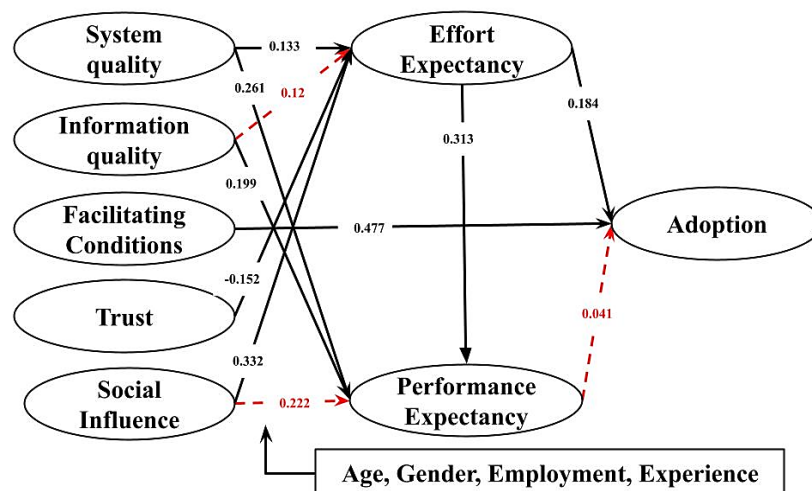 System
quality
Information
quality
Facilitating
Conditions
Trust
Social
Influence
0.133
0.261
0.12
0.199
0.477
-0.152
0.332
0.222
Effort
Expectancy
0.313
0.184
Performance
Expectancy
0.041
Adoption
Age, Gender, Employment, Experience